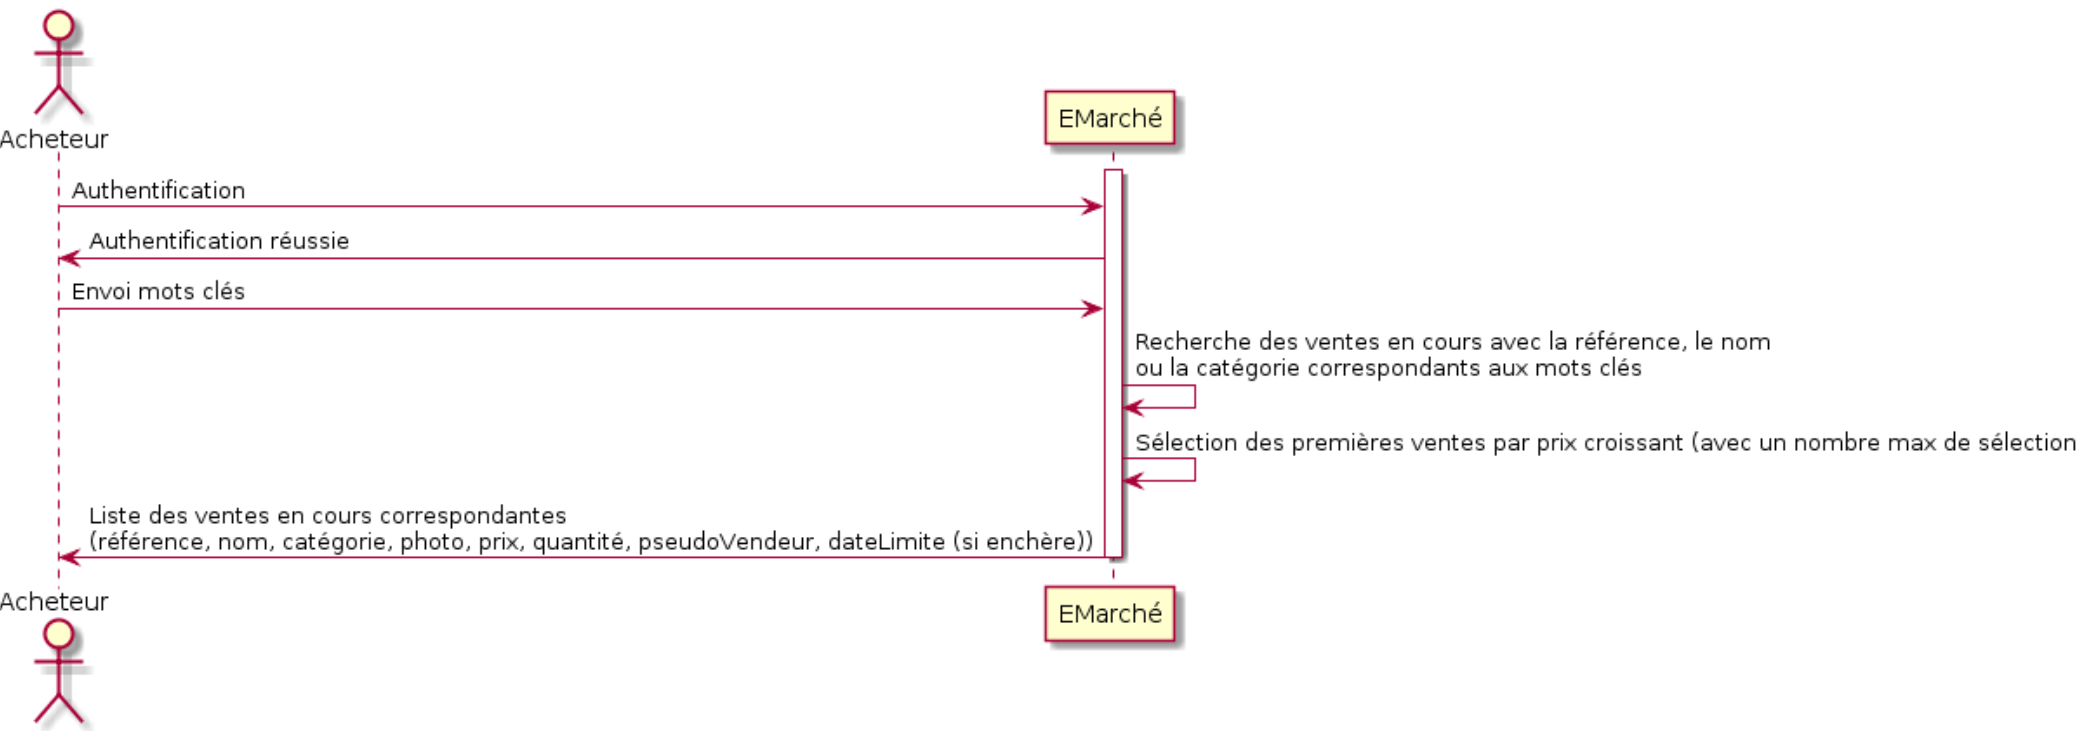 Acheteur
EMarché
Authentification
Authentification réussie
Envoi mots clés
Recherche des ventes en cours avec la référence, le nom
ou la catégorie correspondants aux mots clés
Sélection des premières ventes par prix croissant (avec un nombre max de sélection
Liste des ventes en cours correspondantes
(référence, nom, catégorie, photo, prix, quantité, pseudoVendeur, dateLimite (si enchère))
Acheteur
EMarché